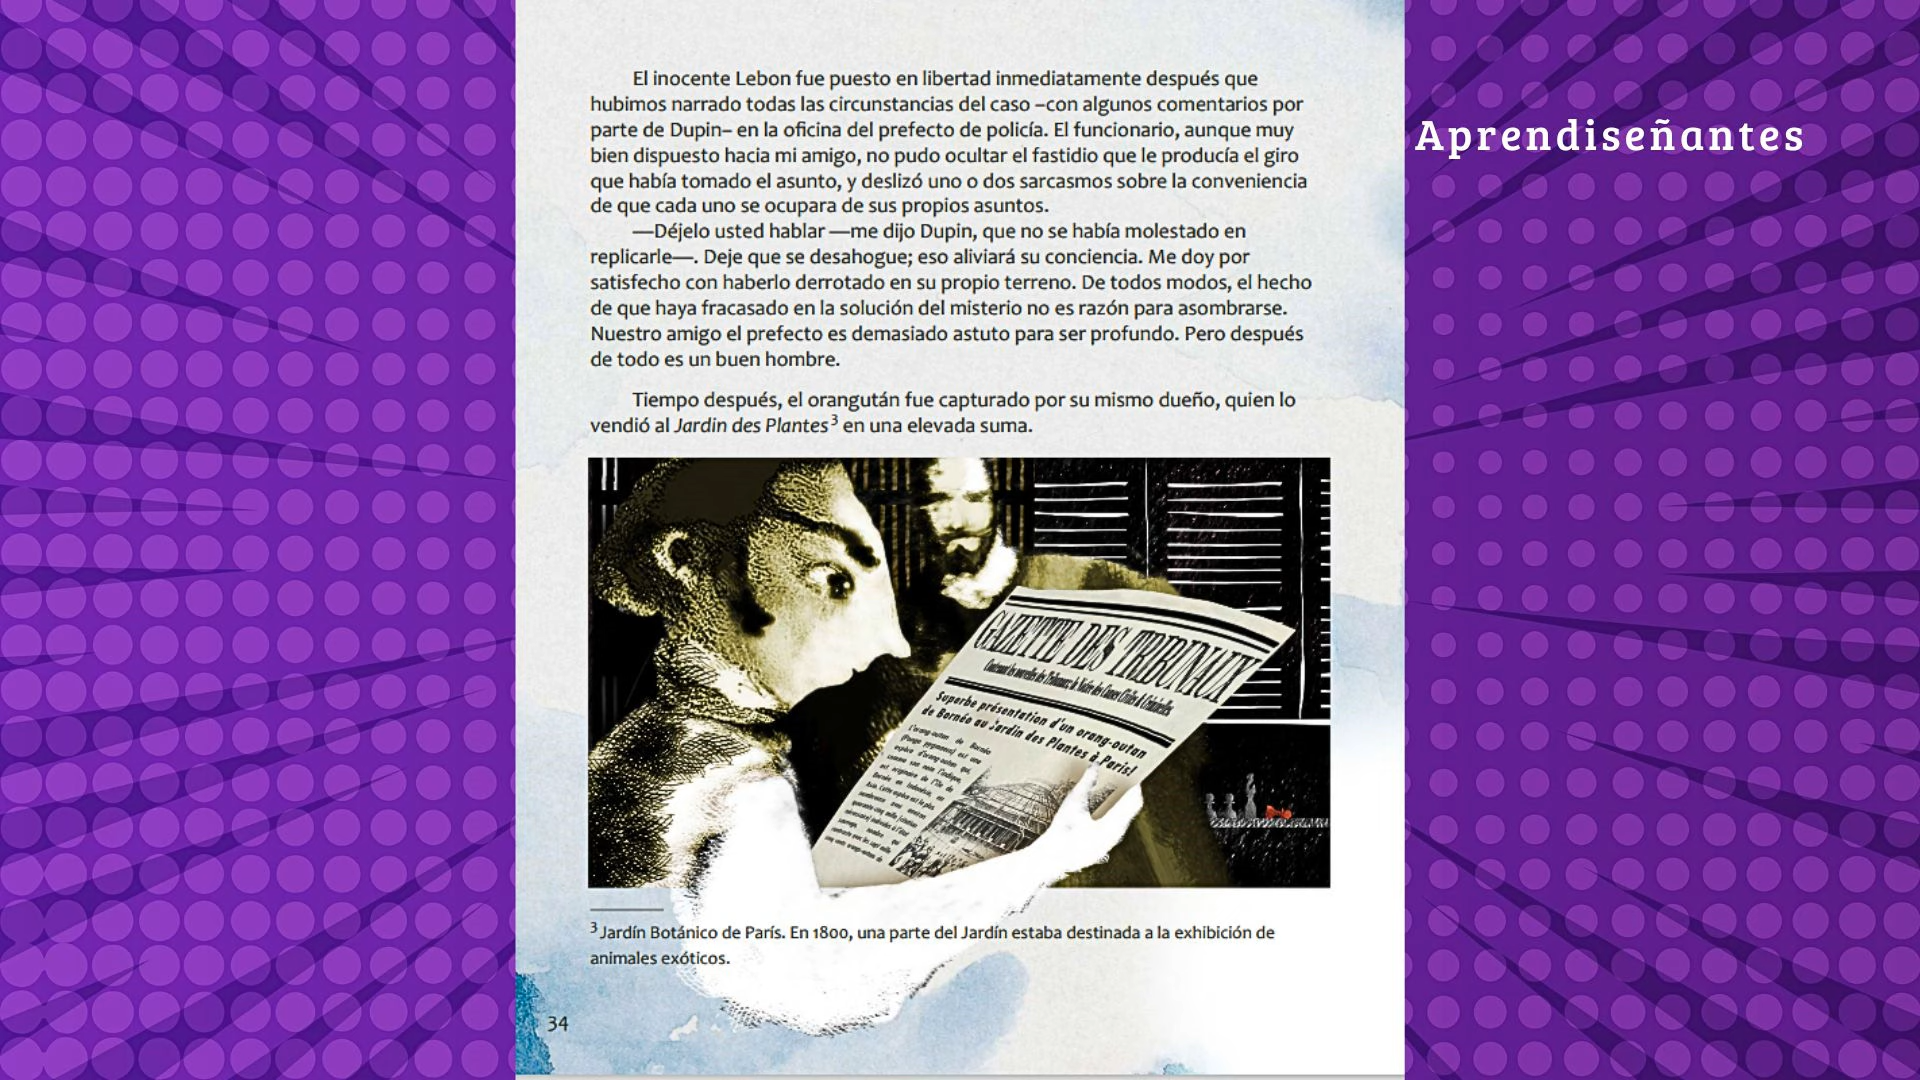 El inocente Lebon fue puesto en libertad inmediatamente después que
hubimos narrado todas las circunstancias del caso –con algunos comentarios por
parte de Dupin– en la oficina del prefecto de policía. El funcionario, aunque muy
bien dispuesto hacia mi amigo, no pudo ocultar el fastidio que le producía el giro
que había tomado el asunto, y deslizó uno o dos sarcasmos sobre la conveniencia
de que cada uno se ocupara de sus propios asuntos.
—Déjelo usted hablar —me dijo Dupin, que no se había molestado en
replicarle—. Deje que se desahogue; eso aliviará su conciencia. Me doy por
satisfecho con haberlo derrotado en su propio terreno. De todos modos, el hecho
de que haya fracasado en la solución del misterio no es razón para asombrarse.
Nuestro amigo el prefecto es demasiado astuto para ser profundo. Pero después
de todo es un buen hombre.
Tiempo después, el orangután fue capturado por su mismo dueño, quien lo
vendió al Jardin des Plantes³ en una elevada suma.
GAZETTE DES TRIBUNAUX
Superbe présentation d'un orang-outan
de Bornéo au Jardin des Plantes à Paris!
L'orang-outan de Bornéo
³ Jardín Botánico de París. En 1800, una parte del Jardín estaba destinada a la exhibición de
animales exóticos.
34
Aprendiseñantes